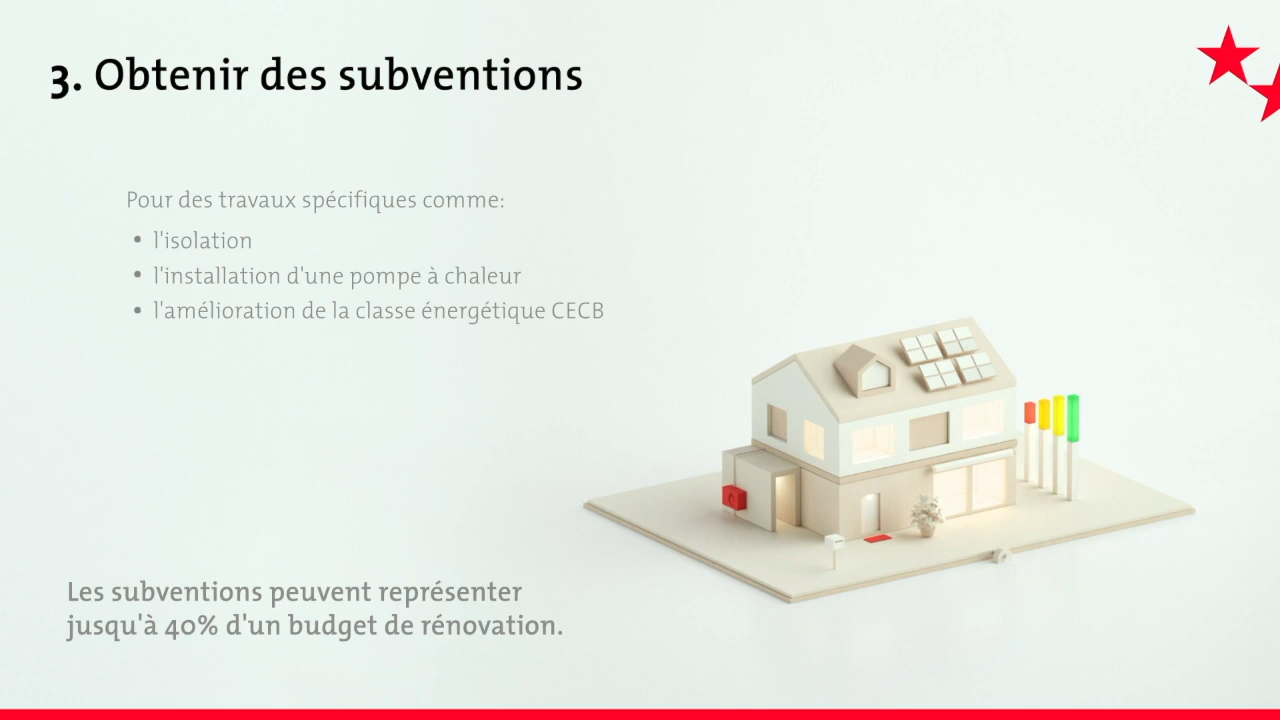 3. Obtenir des subventions
Pour des travaux spécifiques comme:
• l'isolation
• l'installation d'une pompe à chaleur
• l'amélioration de la classe énergétique CECB
Les subventions peuvent représenter
jusqu'à 40% d'un budget de rénovation.